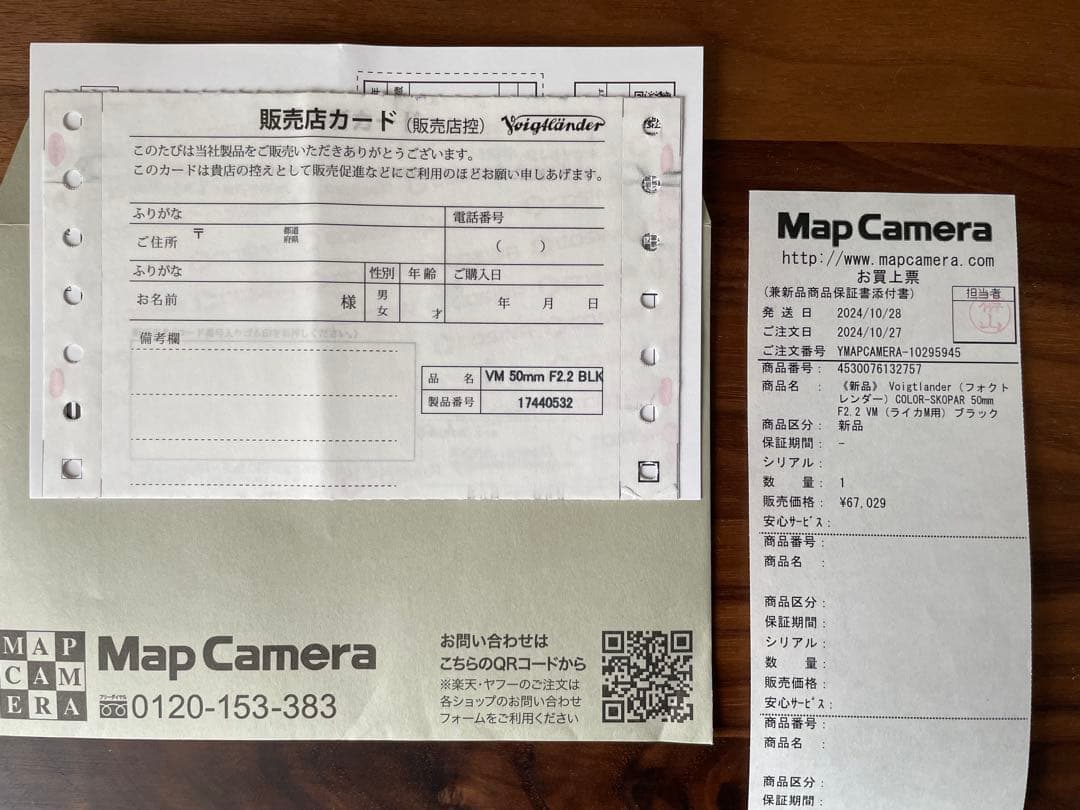 販売店カード（販売店控） Voigtländer
このたびは当社製品をご販売いただきありがとうございます。
このカードは貴店の控えとして販売促進などにご利用のほどお願い申しあげます。
ふりがな
電話番号
ご住所 〒 都道府県
（ ）
ふりがな 性別 年齢 ご購入日
お名前 様 男女 才 年 月 日
備考欄
品 名 VM 50mm F2.2 BLK
製品番号 17440532
MAP
CAM
ERA
Map Camera
フリーダイヤル 0120-153-383
お問い合わせは
こちらのQRコードから
※楽天・ヤフーのご注文は
各ショップのお問い合わせ
フォームをご利用ください
Map Camera
http://www.mapcamera.com
お買上票
(兼新品商品保証書添付書)
担当者
発 送 日 2024/10/28
ご注文日 2024/10/27
ご注文番号 YMAPCAMERA-10295945
商品番号: 4530076132757
商品名 : 《新品》 Voigtlander (フォクト
レンダー) COLOR-SKOPAR 50mm
F2.2 VM (ライカM用) ブラック
商品区分: 新品
保証期間: -
シリアル:
数 量: 1
販売価格: ¥67,029
安心ｻｰﾋﾞｽ:
商品番号:
商品名 :
商品区分:
保証期間:
シリアル:
数 量:
販売価格:
安心ｻｰﾋﾞｽ:
商品番号:
商品名 :
商品区分:
保証期間: